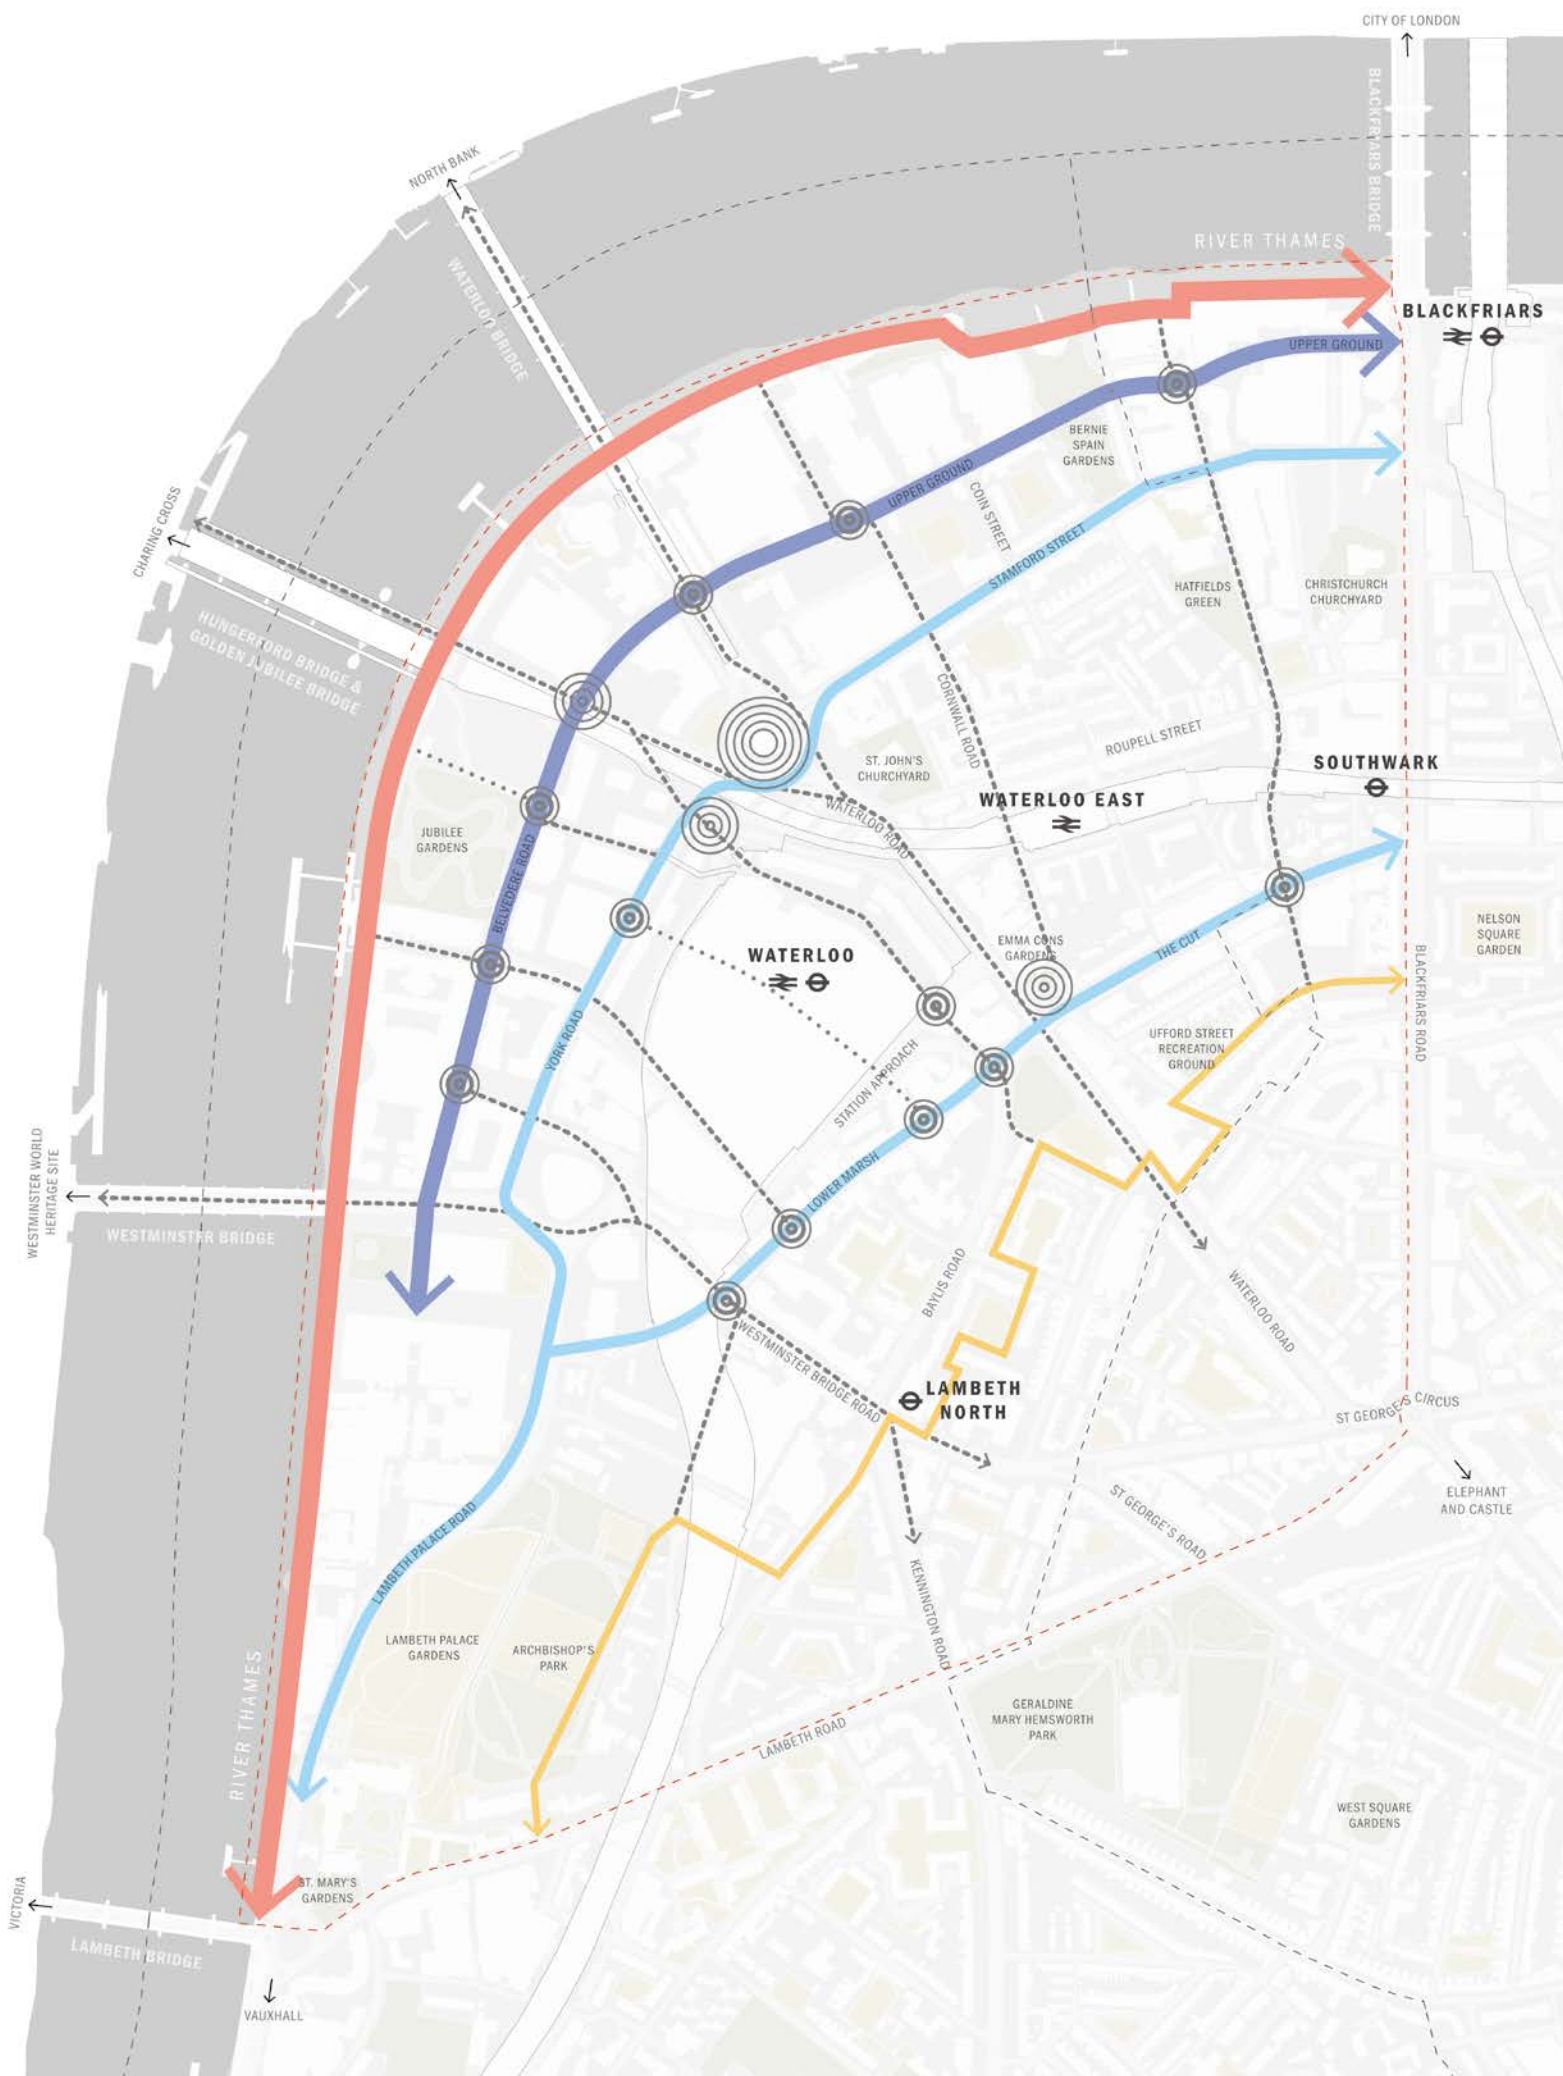 CITY OF LONDON
BLACKFRIARS BRIDGE
NORTH BANK
RIVER THAMES
WATERLOO BRIDGE
BLACKFRIARS
UPPER GROUND
BERNIE
SPAIN
GARDENS
UPPER GROUND
COIN STREET
CHARING CROSS
STAMFORD STREET
HATFIELDS
GREEN
CHRISTCHURCH
CHURCHYARD
HUNGERFORD BRIDGE &
GOLDEN JUBILEE BRIDGE
CORNWALL ROAD
ROUPELL STREET
ST. JOHN'S
CHURCHYARD
SOUTHWARK
WATERLOO EAST
WATERLOO ROAD
JUBILEE
GARDENS
BELVEDERE ROAD
EMMA CONS
GARDENS
NELSON
SQUARE
GARDEN
THE CUT
WATERLOO
BLACKFRIARS ROAD
YORK ROAD
UFFORD STREET
RECREATION
GROUND
STATION APPROACH
WESTMINSTER WORLD
HERITAGE SITE
LOWER MARSH
WESTMINSTER BRIDGE
BAYLIS ROAD
WATERLOO ROAD
WESTMINSTER BRIDGE ROAD
LAMBETH
NORTH
ST GEORGE'S CIRCUS
ELEPHANT
AND CASTLE
ST GEORGE'S ROAD
LAMBETH PALACE ROAD
KENNINGTON ROAD
LAMBETH PALACE
GARDENS
ARCHBISHOP'S
PARK
RIVER THAMES
GERALDINE
MARY HEMSWORTH
PARK
LAMBETH ROAD
WEST SQUARE
GARDENS
ST. MARY'S
GARDENS
VICTORIA
LAMBETH BRIDGE
VAUXHALL